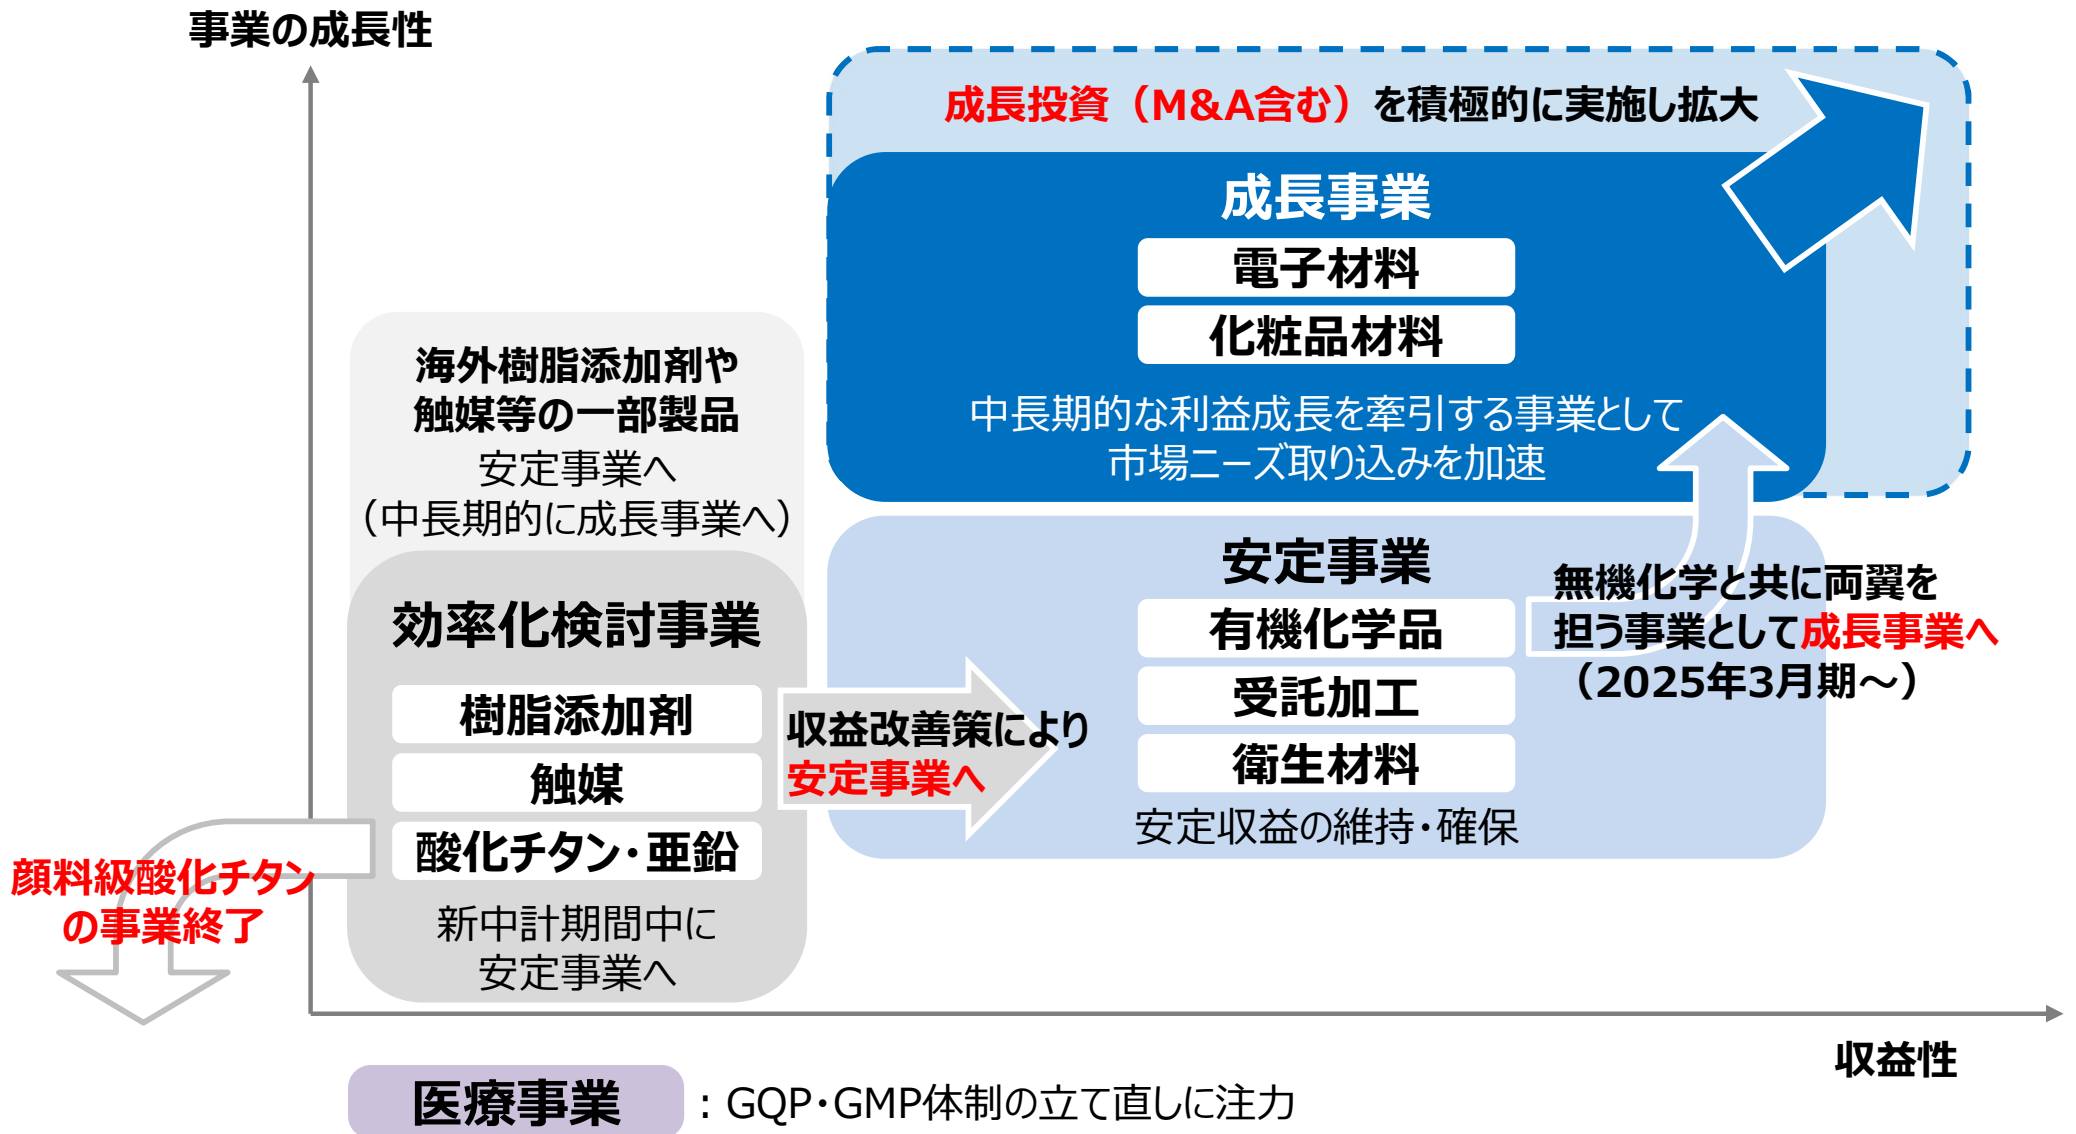 事業の成長性
成長投資（M&A含む）を積極的に実施し拡大
成長事業
電子材料
化粧品材料
中長期的な利益成長を牽引する事業として
市場ニーズ取り込みを加速
海外樹脂添加剤や
触媒等の一部製品
安定事業へ
（中長期的に成長事業へ）
効率化検討事業
樹脂添加剤
触媒
酸化チタン・亜鉛
新中計期間中に
安定事業へ
収益改善策により
安定事業へ
安定事業
有機化学品
受託加工
衛生材料
安定収益の維持・確保
無機化学と共に両翼を
担う事業として成長事業へ
（2025年3月期～）
顔料級酸化チタン
の事業終了
収益性
医療事業
：GQP・GMP体制の立て直しに注力